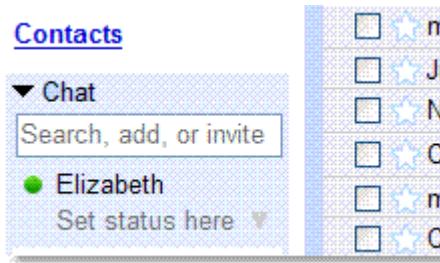 Contacts
Chat
Search, add, or invite
Elizabeth
Set status here
m
J
N
C
m
C